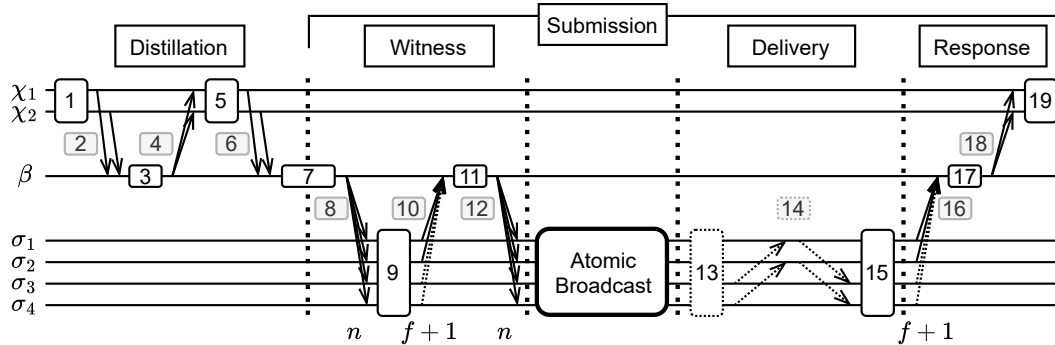 Submission
Distillation
Witness
Delivery
Response
χ1
χ2
1
5
19
2
4
6
18
β
3
7
11
17
8
10
12
14
16
σ1
σ2
σ3
σ4
9
Atomic
Broadcast
13
15
n
f + 1
n
f + 1